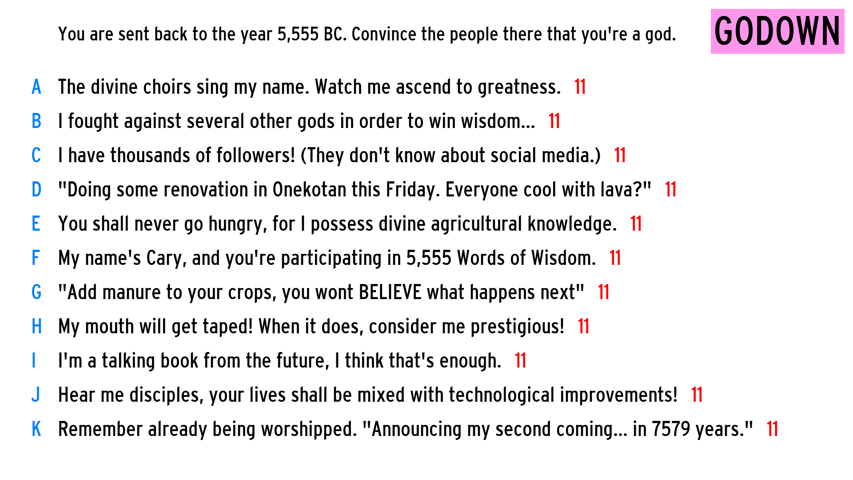 You are sent back to the year 5,555 BC. Convince the people there that you're a god.
GODOWN
A The divine choirs sing my name. Watch me ascend to greatness. 11
B I fought against several other gods in order to win wisdom... 11
C I have thousands of followers! (They don't know about social media.) 11
D "Doing some renovation in Onekotan this Friday. Everyone cool with lava?" 11
E You shall never go hungry, for I possess divine agricultural knowledge. 11
F My name's Cary, and you're participating in 5,555 Words of Wisdom. 11
G "Add manure to your crops, you wont BELIEVE what happens next" 11
H My mouth will get taped! When it does, consider me prestigious! 11
I I'm a talking book from the future, I think that's enough. 11
J Hear me disciples, your lives shall be mixed with technological improvements! 11
K Remember already being worshipped. "Announcing my second coming... in 7579 years." 11